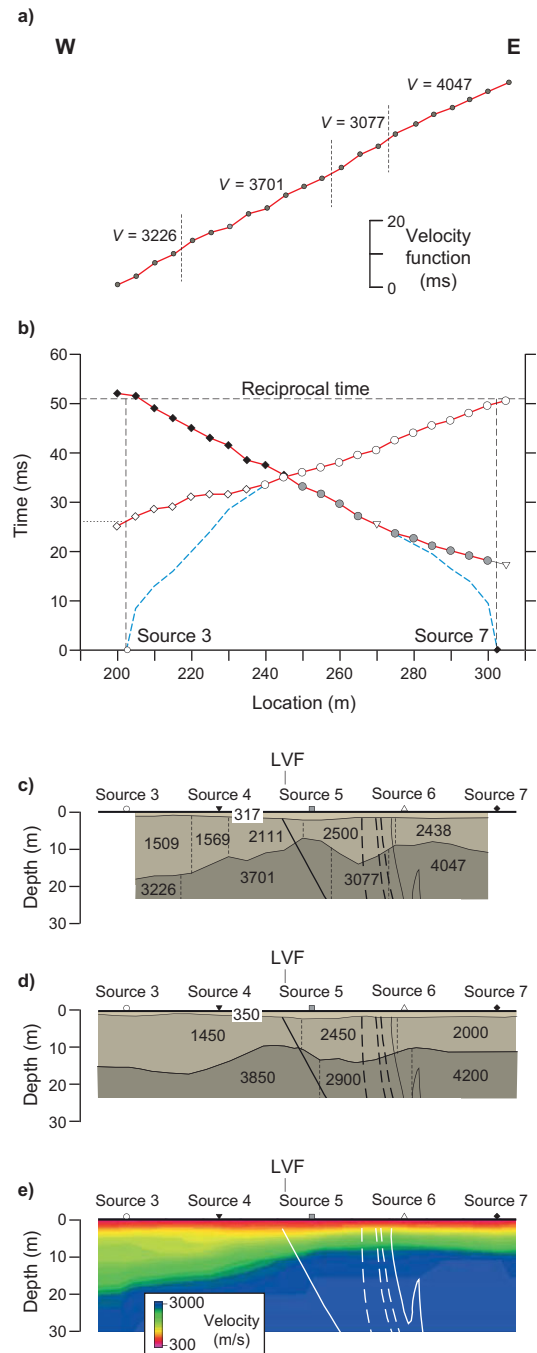 a)
W E
V = 4047
V = 3077
V = 3701
V = 3226
20
Velocity
function
(ms)
0
b)
60
Reciprocal time
50
40
30
20
10
0
Time (ms)
Source 3 Source 7
200 220 240 260 280 300
Location (m)
c)
LVF
Source 3 Source 4 Source 5 Source 6 Source 7
0
10
20
30
Depth (m)
317
1509 1569 2111 2500 2438
3226 3701 3077 4047
d)
LVF
Source 3 Source 4 Source 5 Source 6 Source 7
0
10
20
30
Depth (m)
350
1450 2450 2000
3850 2900 4200
e)
LVF
Source 3 Source 4 Source 5 Source 6 Source 7
0
10
20
30
Depth (m)
3000
Velocity
(m/s)
300